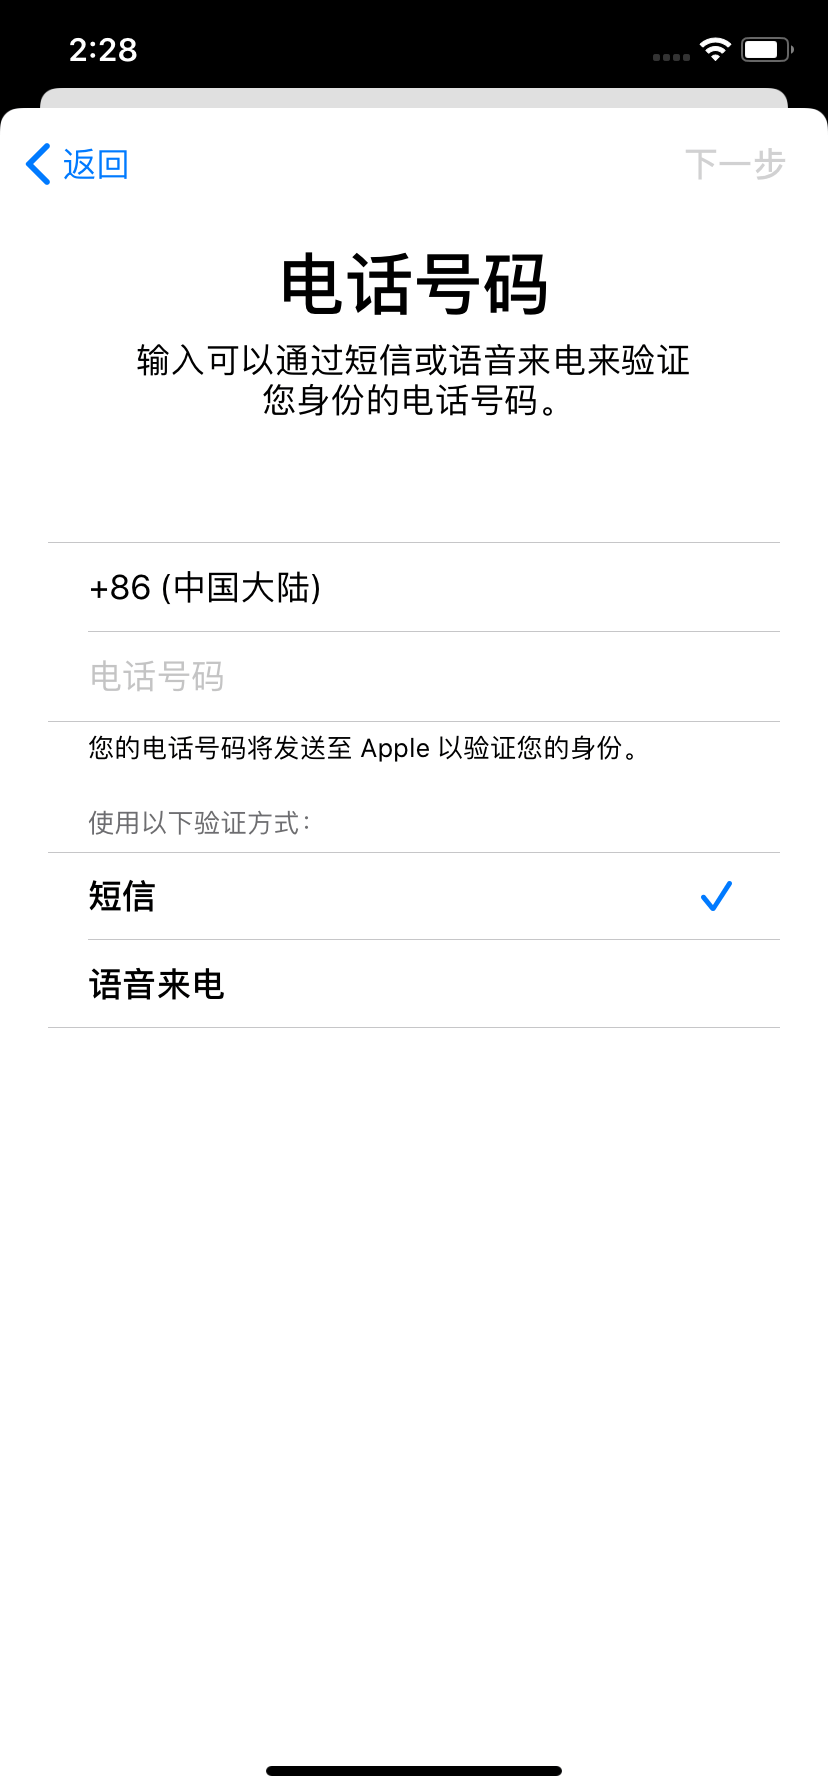 2:28
返回
下一步
电话号码
输入可以通过短信或语音来电来验证
您身份的电话号码。
+86 (中国大陆)
电话号码
您的电话号码将发送至 Apple 以验证您的身份。
使用以下验证方式：
短信
语音来电